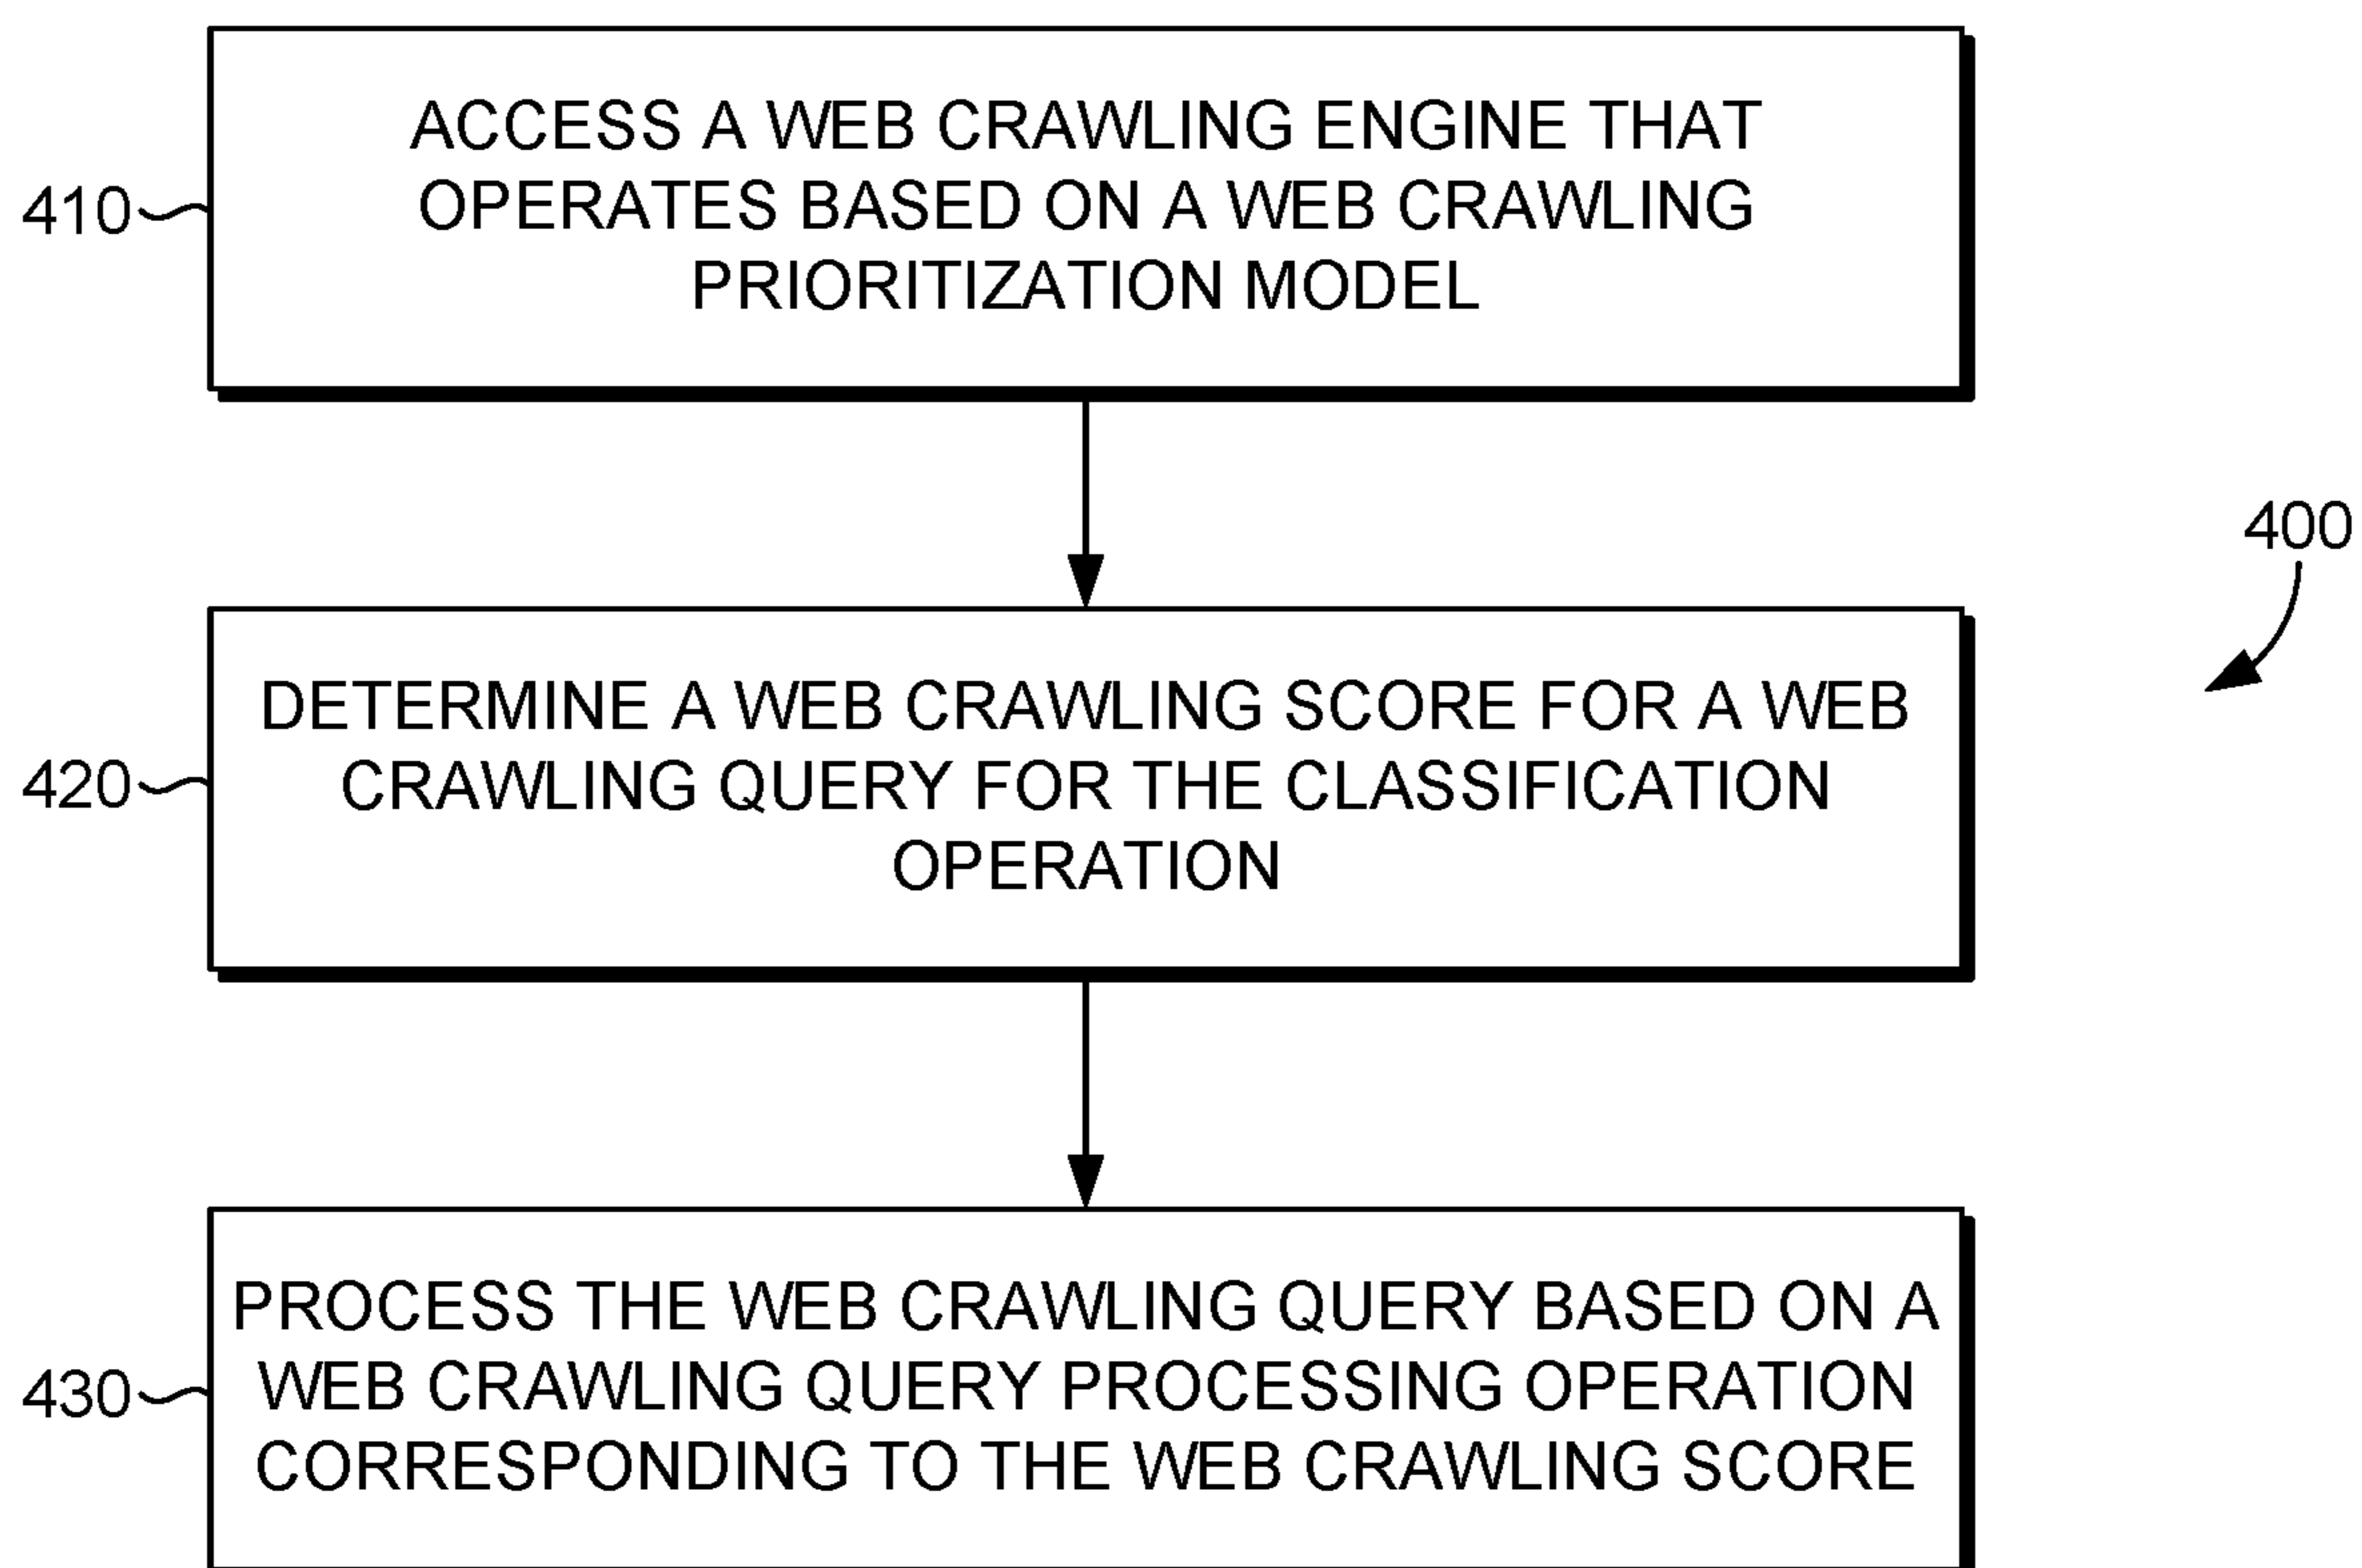 ACCESS A WEB CRAWLING ENGINE THAT
OPERATES BASED ON A WEB CRAWLING
PRIORITIZATION MODEL
410
400
DETERMINE A WEB CRAWLING SCORE FOR A WEB
CRAWLING QUERY FOR THE CLASSIFICATION
OPERATION
420
PROCESS THE WEB CRAWLING QUERY BASED ON A
WEB CRAWLING QUERY PROCESSING OPERATION
CORRESPONDING TO THE WEB CRAWLING SCORE
430